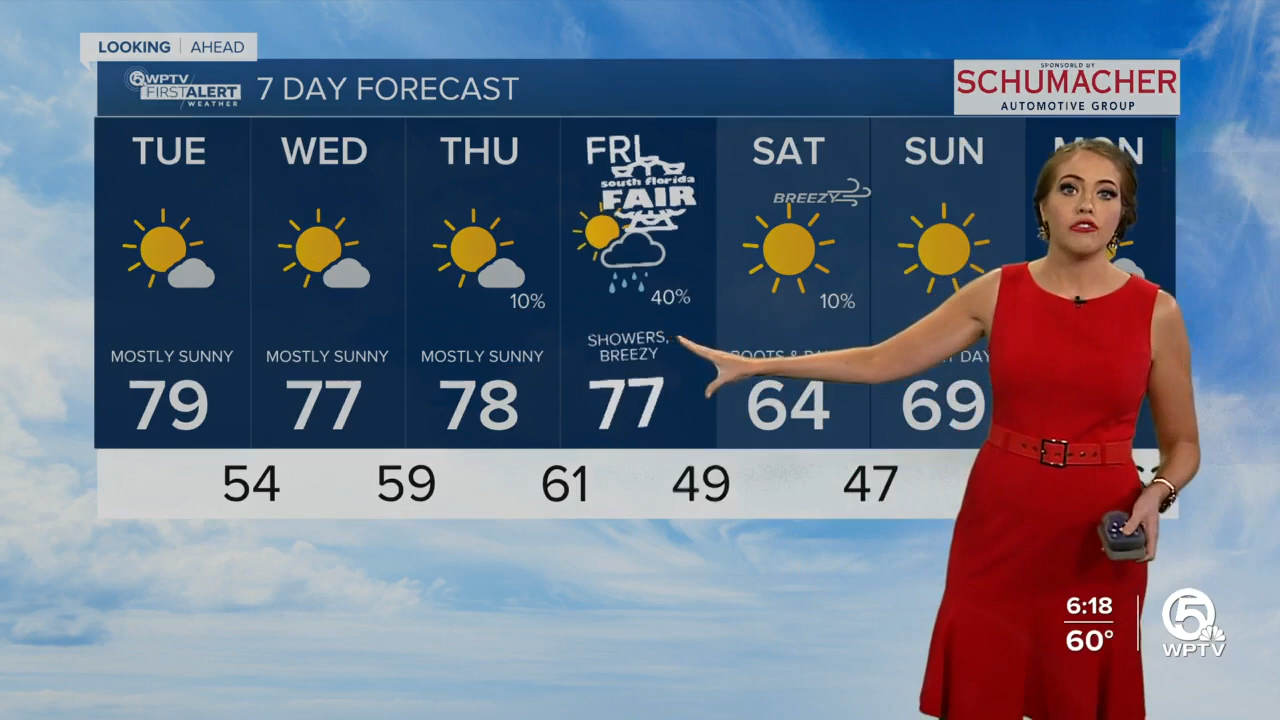 LOOKING | AHEAD
5 WPTV
FIRST ALERT
WEATHER
7 DAY FORECAST
SPONSORED BY
SCHUMACHER
AUTOMOTIVE GROUP
TUE WED THU FRI SAT SUN MON
South florida
FAIR
BREEZY
10% 40% 10%
MOSTLY SUNNY MOSTLY SUNNY MOSTLY SUNNY SHOWERS, BREEZY
79 77 78 77 64 69
54 59 61 49 47
6:18
60°
5
WPTV